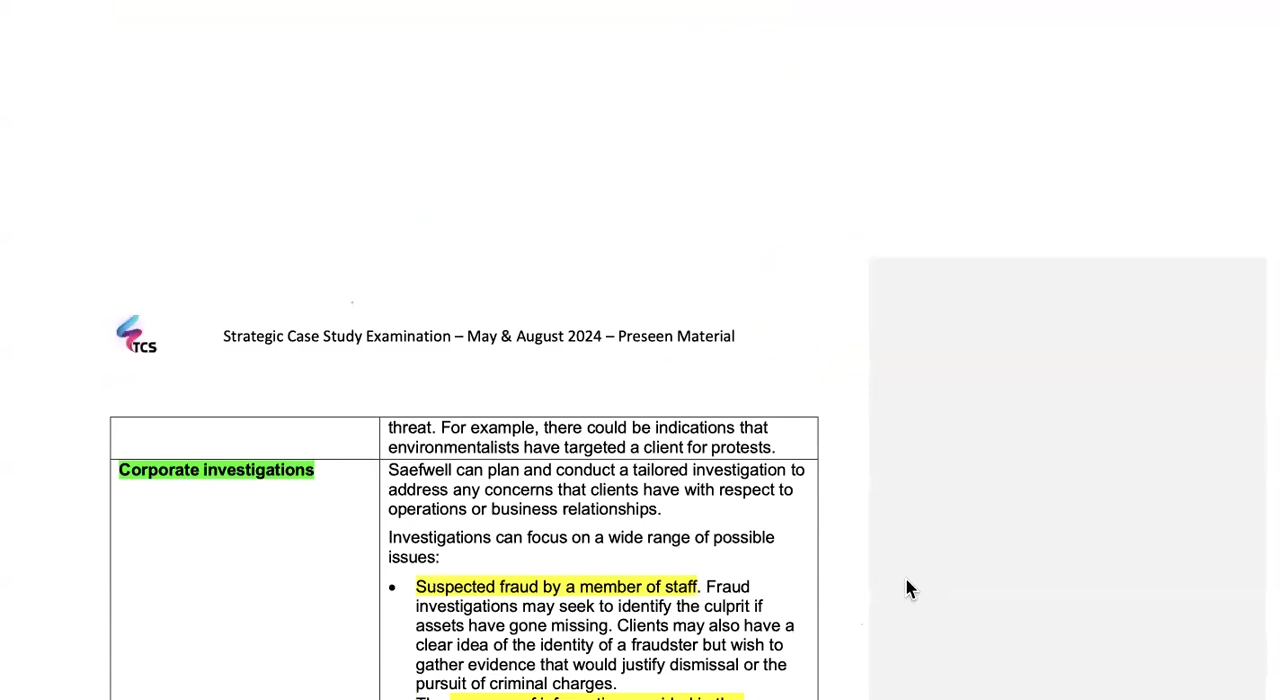 TCS
Strategic Case Study Examination – May & August 2024 – Preseen Material
threat. For example, there could be indications that
environmentalists have targeted a client for protests.
Corporate investigations
Saefwell can plan and conduct a tailored investigation to
address any concerns that clients have with respect to
operations or business relationships.
Investigations can focus on a wide range of possible
issues:
• Suspected fraud by a member of staff. Fraud
investigations may seek to identify the culprit if
assets have gone missing. Clients may also have a
clear idea of the identity of a fraudster but wish to
gather evidence that would justify dismissal or the
pursuit of criminal charges.